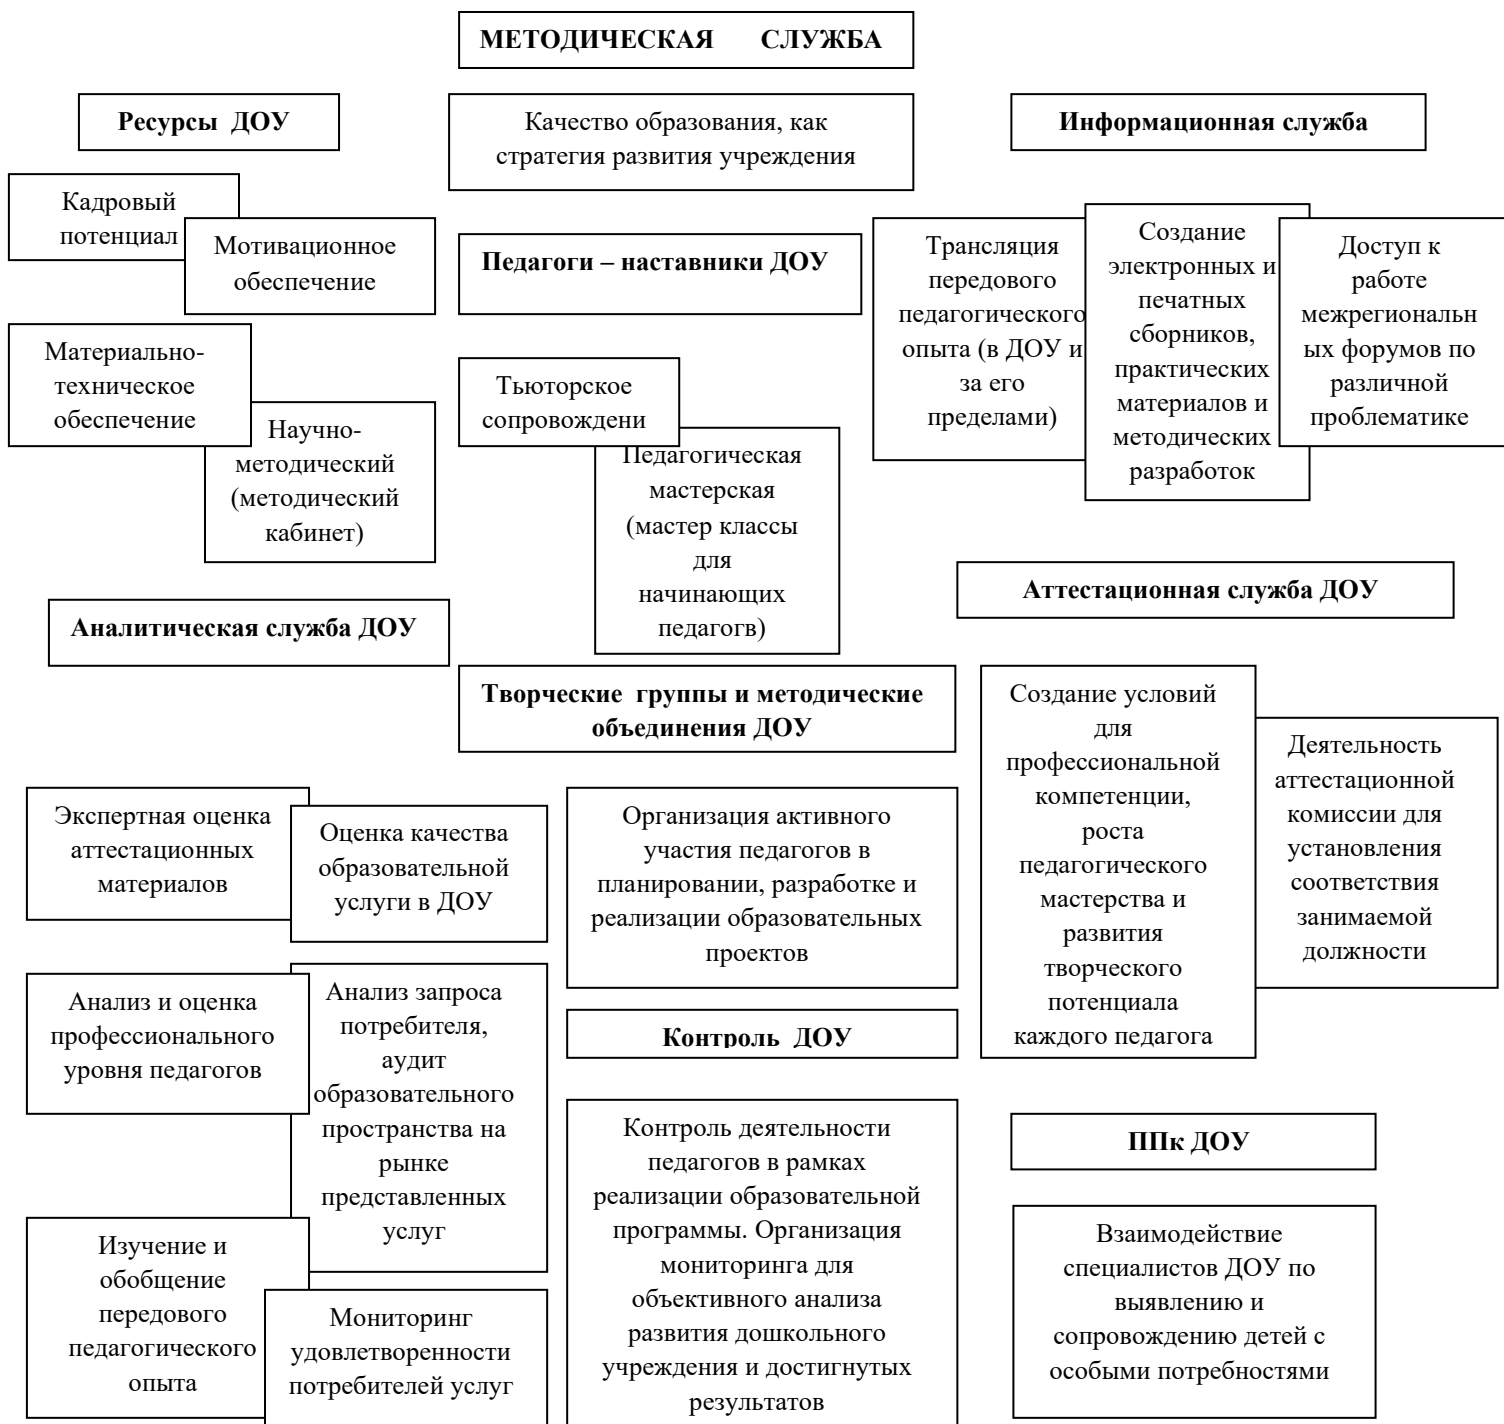 МЕТОДИЧЕСКАЯ СЛУЖБА
Ресурсы ДОУ
Качество образования, как
стратегия развития учреждения
Информационная служба
Кадровый
потенциал
Мотивационное
обеспечение
Педагоги – наставники ДОУ
Трансляция
передового
педагогического
опыта (в ДОУ и
за его
пределами)
Создание
электронных и
печатных
сборников,
практических
материалов и
методических
разработок
Доступ к
работе
межрегиональн
ых форумов по
различной
проблематике
Материально-
техническое
обеспечение
Научно-
методический
(методический
кабинет)
Тьюторское
сопровождени
Педагогическая
мастерская
(мастер классы
для
начинающих
педагогв)
Аттестационная служба ДОУ
Аналитическая служба ДОУ
Творческие группы и методические
объединения ДОУ
Создание условий
для
профессиональной
компетенции,
роста
педагогического
мастерства и
развития
творческого
потенциала
каждого педагога
Деятельность
аттестационной
комиссии для
установления
соответствия
занимаемой
должности
Экспертная оценка
аттестационных
материалов
Оценка качества
образовательной
услуги в ДОУ
Организация активного
участия педагогов в
планировании, разработке и
реализации образовательных
проектов
Анализ и оценка
профессионального
уровня педагогов
Анализ запроса
потребителя,
аудит
образовательного
пространства на
рынке
представленных
услуг
Контроль ДОУ
Контроль деятельности
педагогов в рамках
реализации образовательной
программы. Организация
мониторинга для
объективного анализа
развития дошкольного
учреждения и достигнутых
результатов
ППк ДОУ
Взаимодействие
специалистов ДОУ по
выявлению и
сопровождению детей с
особыми потребностями
Изучение и
обобщение
передового
педагогического
опыта
Мониторинг
удовлетворенности
потребителей услуг